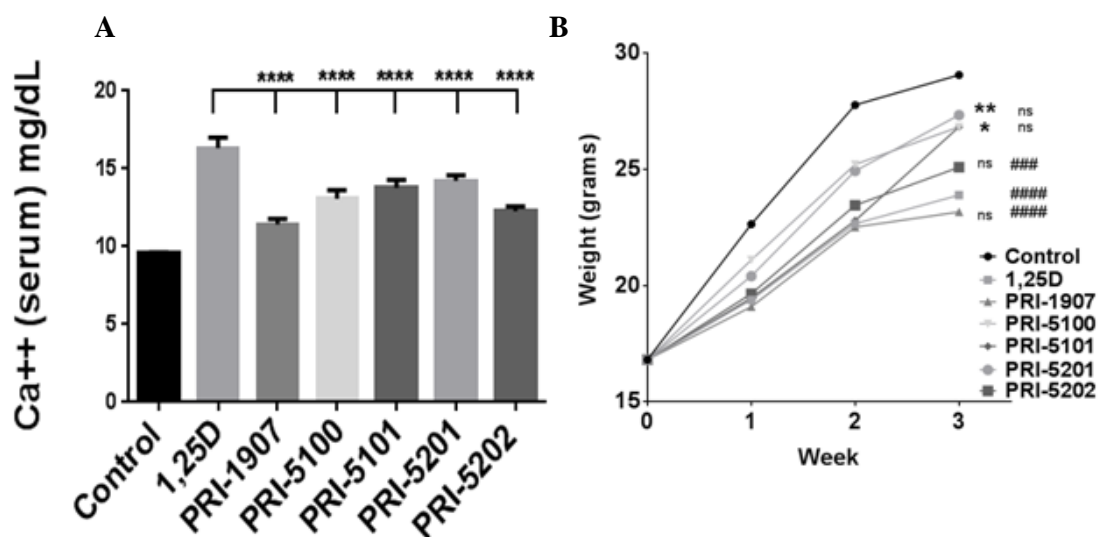 A
Ca++ (serum) mg/dL
20
15
10
5
0
**** **** **** **** ****
Control
1,25D
PRI-1907
PRI-5100
PRI-5101
PRI-5201
PRI-5202
B
Weight (grams)
30
25
20
15
0 1 2 3
Week
** ns
* ns
ns ###
####
ns ####
Control
1,25D
PRI-1907
PRI-5100
PRI-5101
PRI-5201
PRI-5202